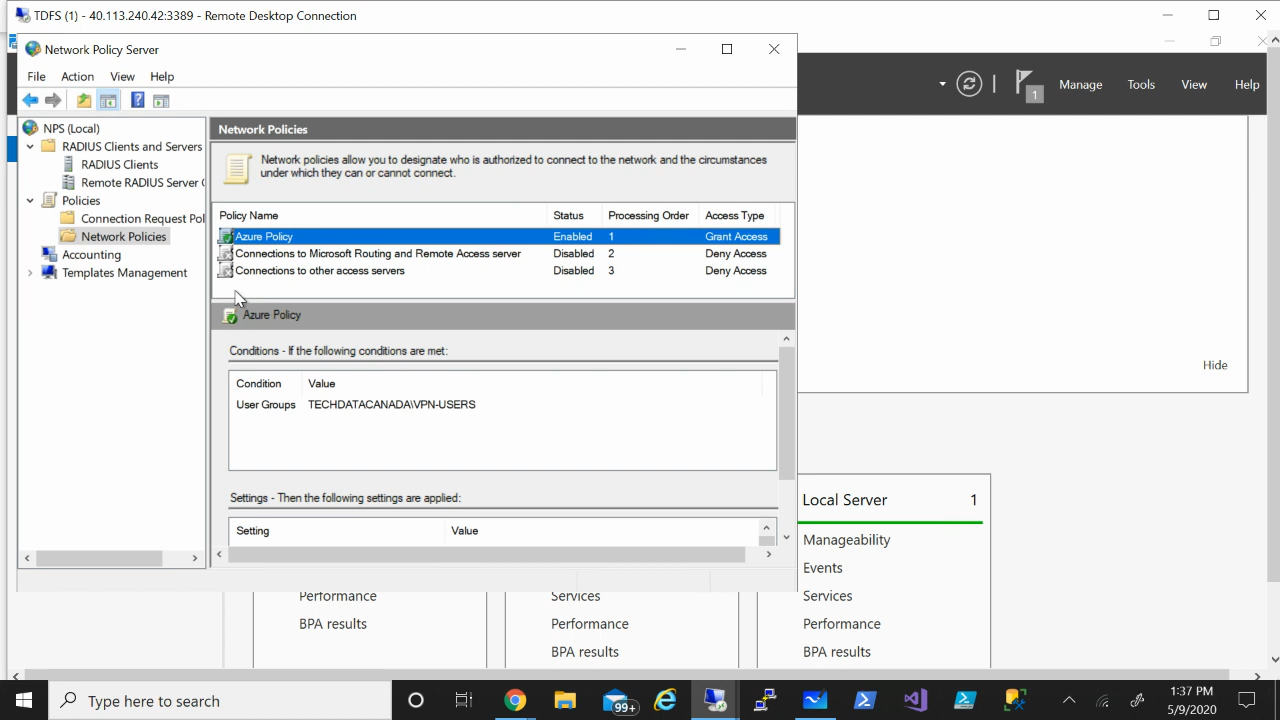 TDFS (1) - 40.113.240.42:3389 - Remote Desktop Connection
Network Policy Server
File Action View Help
1
Manage Tools View Help
NPS (Local)
RADIUS Clients and Servers
RADIUS Clients
Remote RADIUS Server G
Policies
Connection Request Pol
Network Policies
Accounting
Templates Management
Network Policies
Network policies allow you to designate who is authorized to connect to the network and the circumstances
under which they can or cannot connect.
Policy Name Status Processing Order Access Type
Azure Policy Enabled 1 Grant Access
Connections to Microsoft Routing and Remote Access server Disabled 2 Deny Access
Connections to other access servers Disabled 3 Deny Access
Azure Policy
Conditions - If the following conditions are met:
Condition Value
User Groups TECHDATACANADA\VPN-USERS
Settings - Then the following settings are applied:
Setting Value
Hide
Local Server 1
Manageability
Events
Services
Performance
BPA results
Performance
BPA results
Services
Performance
BPA results
Type here to search
99+
1:37 PM
5/9/2020